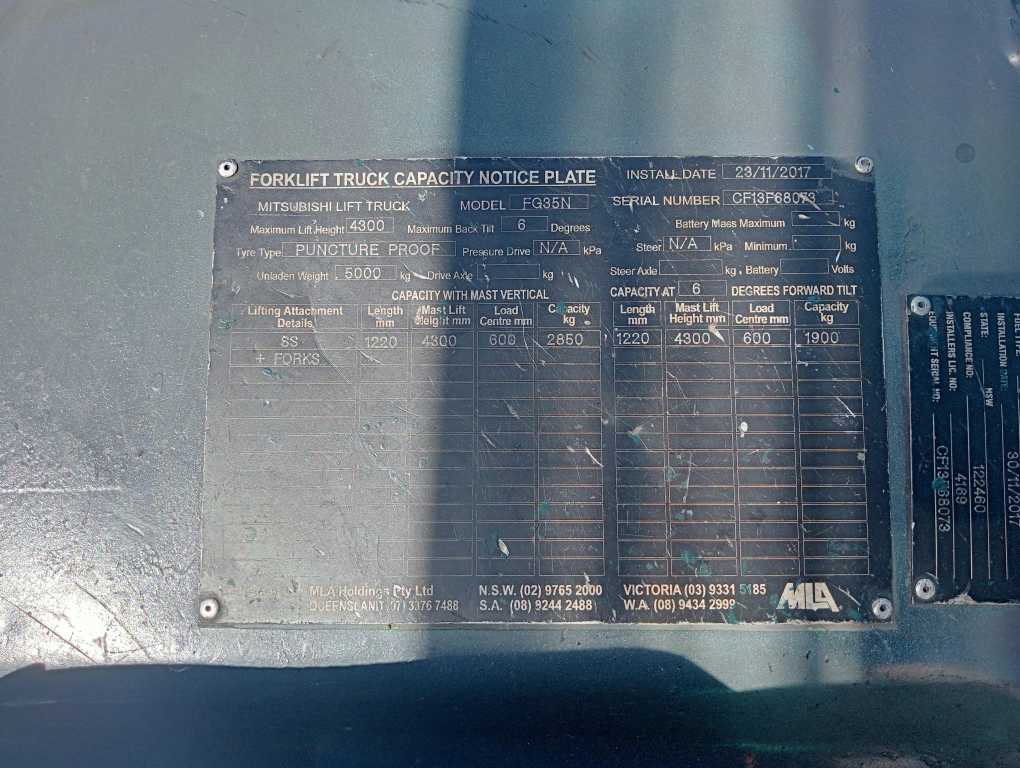 FORKLIFT TRUCK CAPACITY NOTICE PLATE INSTALL DATE 23/11/2017
MITSUBISHI LIFT TRUCK MODEL FG35N SERIAL NUMBER CF13F68073
Maximum Lift Height 4300 Maximum Back Tilt 6 Degrees Battery Mass Maximum kg
Tyre Type PUNCTURE PROOF Pressure Drive N/A kPa Steer N/A kPa Minimum kg
Unladen Weight 5000 kg Drive Axle kg Steer Axle kg Battery Volts
CAPACITY WITH MAST VERTICAL CAPACITY AT 6 DEGREES FORWARD TILT
Lifting Attachment Length Mast Lift Load Capacity Length Mast Lift Load Capacity
Details mm Height mm Centre mm kg mm Height mm Centre mm kg
SS 1220 4300 600 2850 1220 4300 600 1900
+ FORKS
MLA Holdings Pty Ltd N.S.W. (02) 9765 2000 VICTORIA (03) 9331 5185
S.A. (08) 9244 2488 W.A. (08) 9434 2999
MLA
INSTALLATION DATE: 30/11/2017
STATE: NSW
COMPLIANCE NO: 122460
INSTALLERS LIC. NO: 4189
EQUIPMENT SERIAL NO: CF13F68073